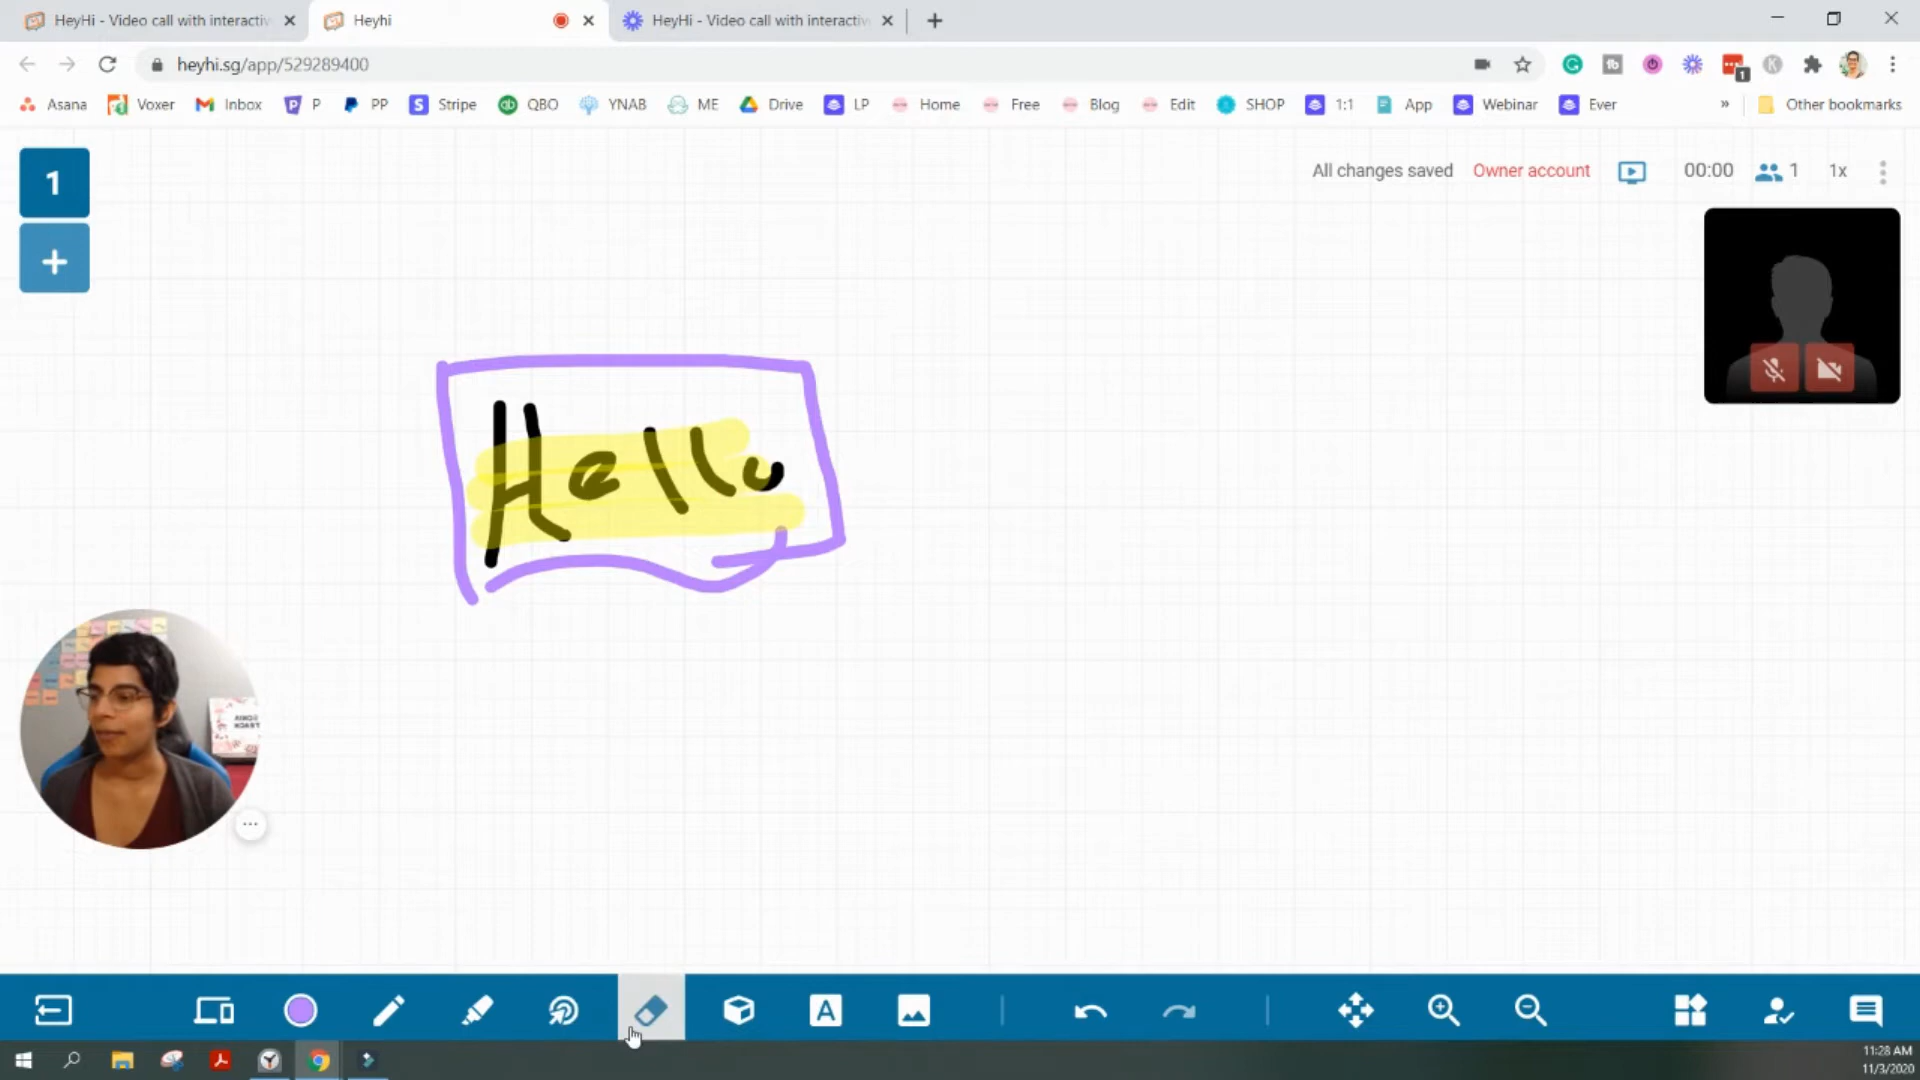 HeyHi - Video call with interactiv
Heyhi
HeyHi - Video call with interactiv
heyhi.sg/app/529289400
1
Asana
Voxer
Inbox
P
PP
Stripe
QBO
YNAB
ME
Drive
LP
Home
Free
Blog
Edit
SHOP
1:1
App
Webinar
Ever
»
Other bookmarks
1
+
All changes saved
Owner account
00:00
1
1x
Hello
A
11:28 AM
11/3/2020